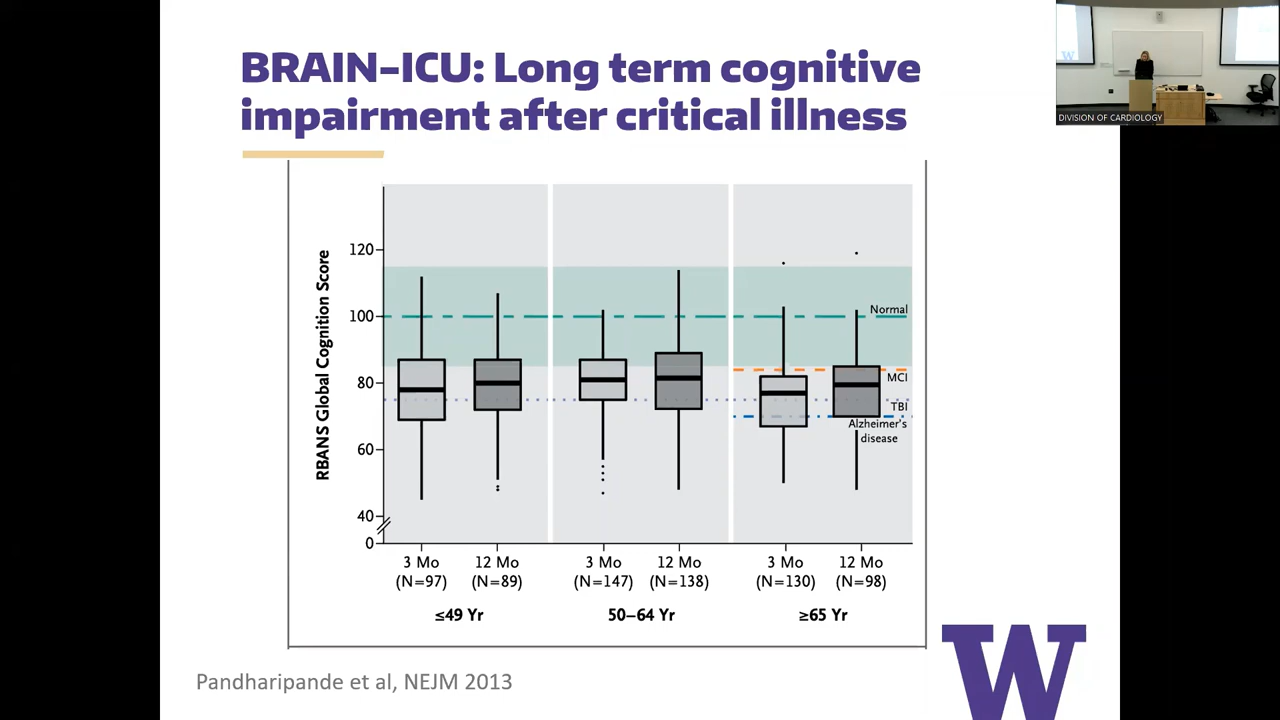 BRAIN-ICU: Long term cognitive
impairment after critical illness
DIVISION OF CARDIOLOGY
RBANS Global Cognition Score
120
100
80
60
40
0
Normal
MCI
TBI
Alzheimer's
disease
3 Mo 12 Mo 3 Mo 12 Mo 3 Mo 12 Mo
(N=97) (N=89) (N=147) (N=138) (N=130) (N=98)
≤49 Yr 50–64 Yr ≥65 Yr
Pandharipande et al, NEJM 2013
W